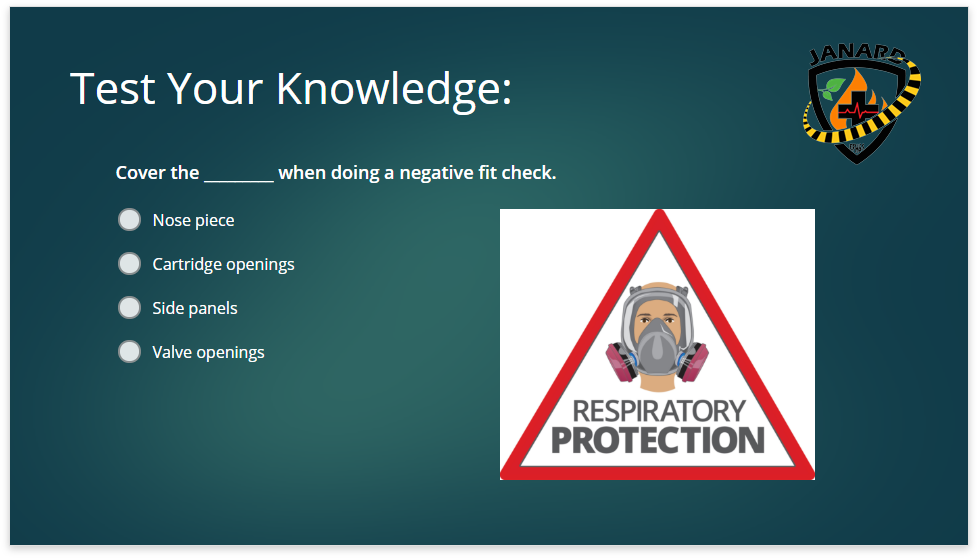 JANARD
Test Your Knowledge:
Cover the ________ when doing a negative fit check.
Nose piece
Cartridge openings
Side panels
Valve openings
RESPIRATORY
PROTECTION